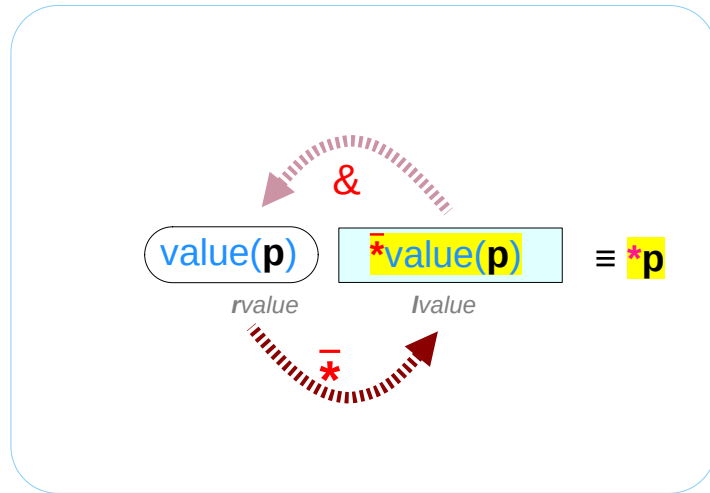 &
value(p) *̅value(p) ≡ *p
rvalue lvalue
*̅